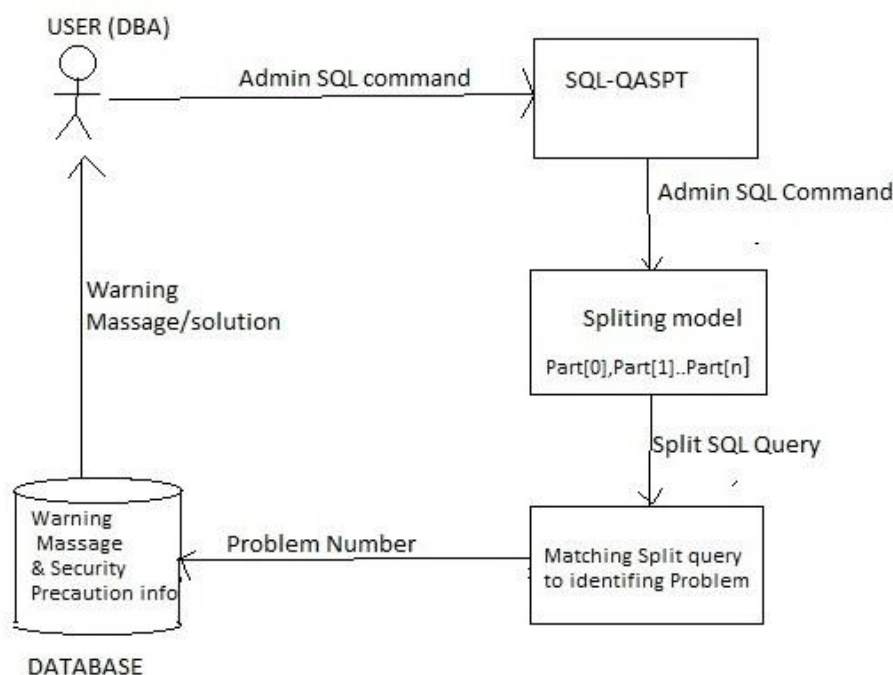 USER (DBA)
Admin SQL command
SQL-QASPT
Admin SQL Command
Warning
Massage/solution
Spliting model
Part[0],Part[1]..Part[n]
Split SQL Query
Warning
Massage
& Security
Precaution info
Problem Number
Matching Split query
to identifing Problem
DATABASE